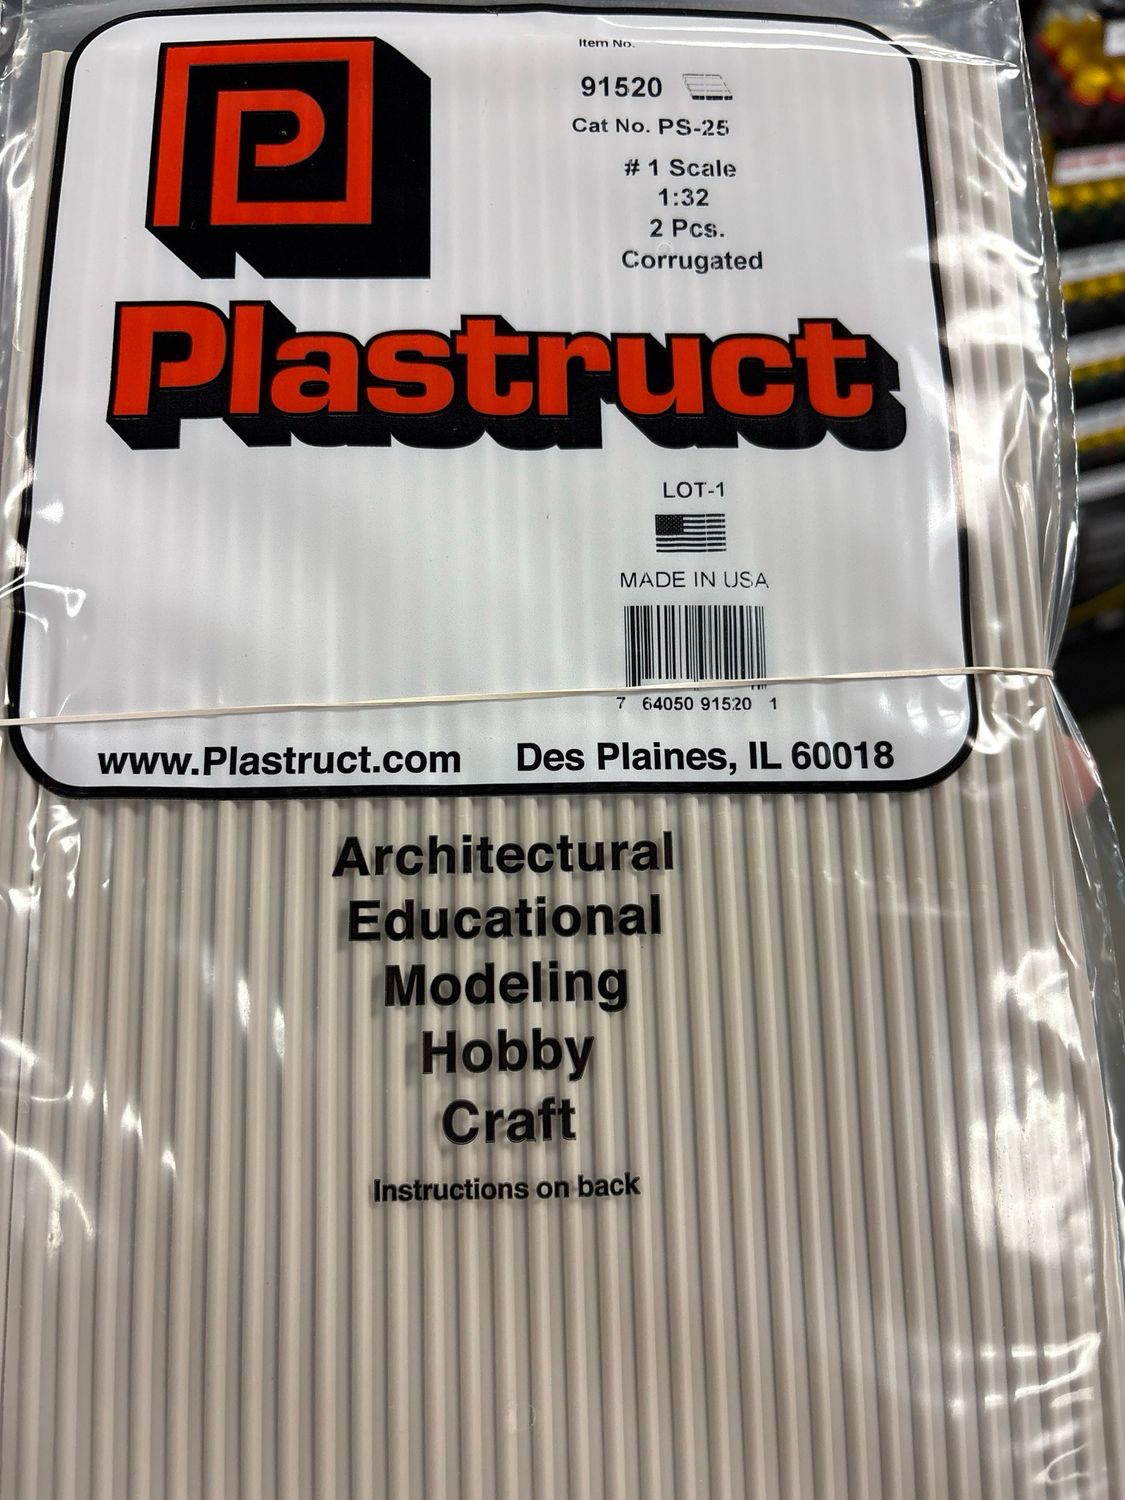 Item No.
91520
Cat No. PS-25
# 1 Scale
1:32
2 Pcs.
Corrugated
Plastruct
LOT-1
MADE IN USA
7 64050 91520 1
www.Plastruct.com Des Plaines, IL 60018
Architectural
Educational
Modeling
Hobby
Craft
Instructions on back